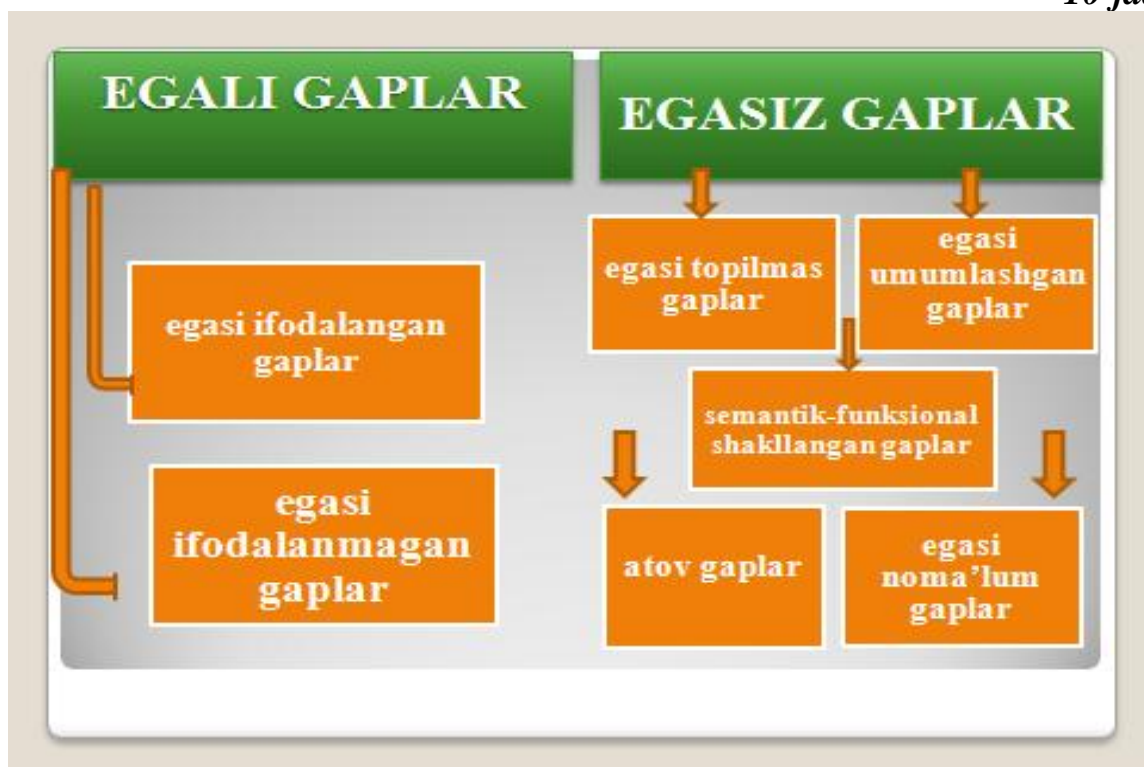 EGALI GAPLAR
egasi ifodalangan
gaplar
egasi
ifodalanmagan
gaplar
EGASIZ GAPLAR
egasi topilmas
gaplar
egasi
umumlashgan
gaplar
semantik-funksional
shakllangan gaplar
atov gaplar
egasi
noma’lum
gaplar